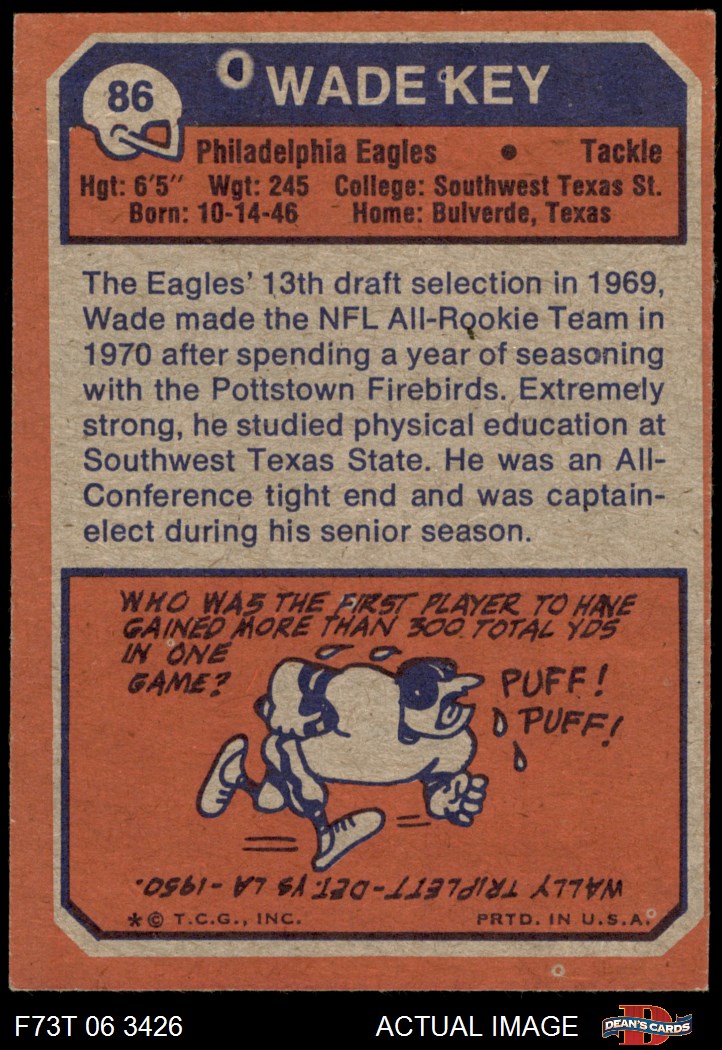 86
WADE KEY
Philadelphia Eagles • Tackle
Hgt: 6'5" Wgt: 245 College: Southwest Texas St.
Born: 10-14-46 Home: Bulverde, Texas
The Eagles' 13th draft selection in 1969,
Wade made the NFL All-Rookie Team in
1970 after spending a year of seasoning
with the Pottstown Firebirds. Extremely
strong, he studied physical education at
Southwest Texas State. He was an All-
Conference tight end and was captain-
elect during his senior season.
WHO WAS THE FIRST PLAYER TO HAVE
GAINED MORE THAN 300 TOTAL YDS
IN ONE
GAME?
PUFF!
PUFF!
WALLY TRIPLETT-DET. VS LA-1950.
*© T.C.G., INC. PRTD. IN U.S.A.
F73T 06 3426 ACTUAL IMAGE D DEAN'S CARDS